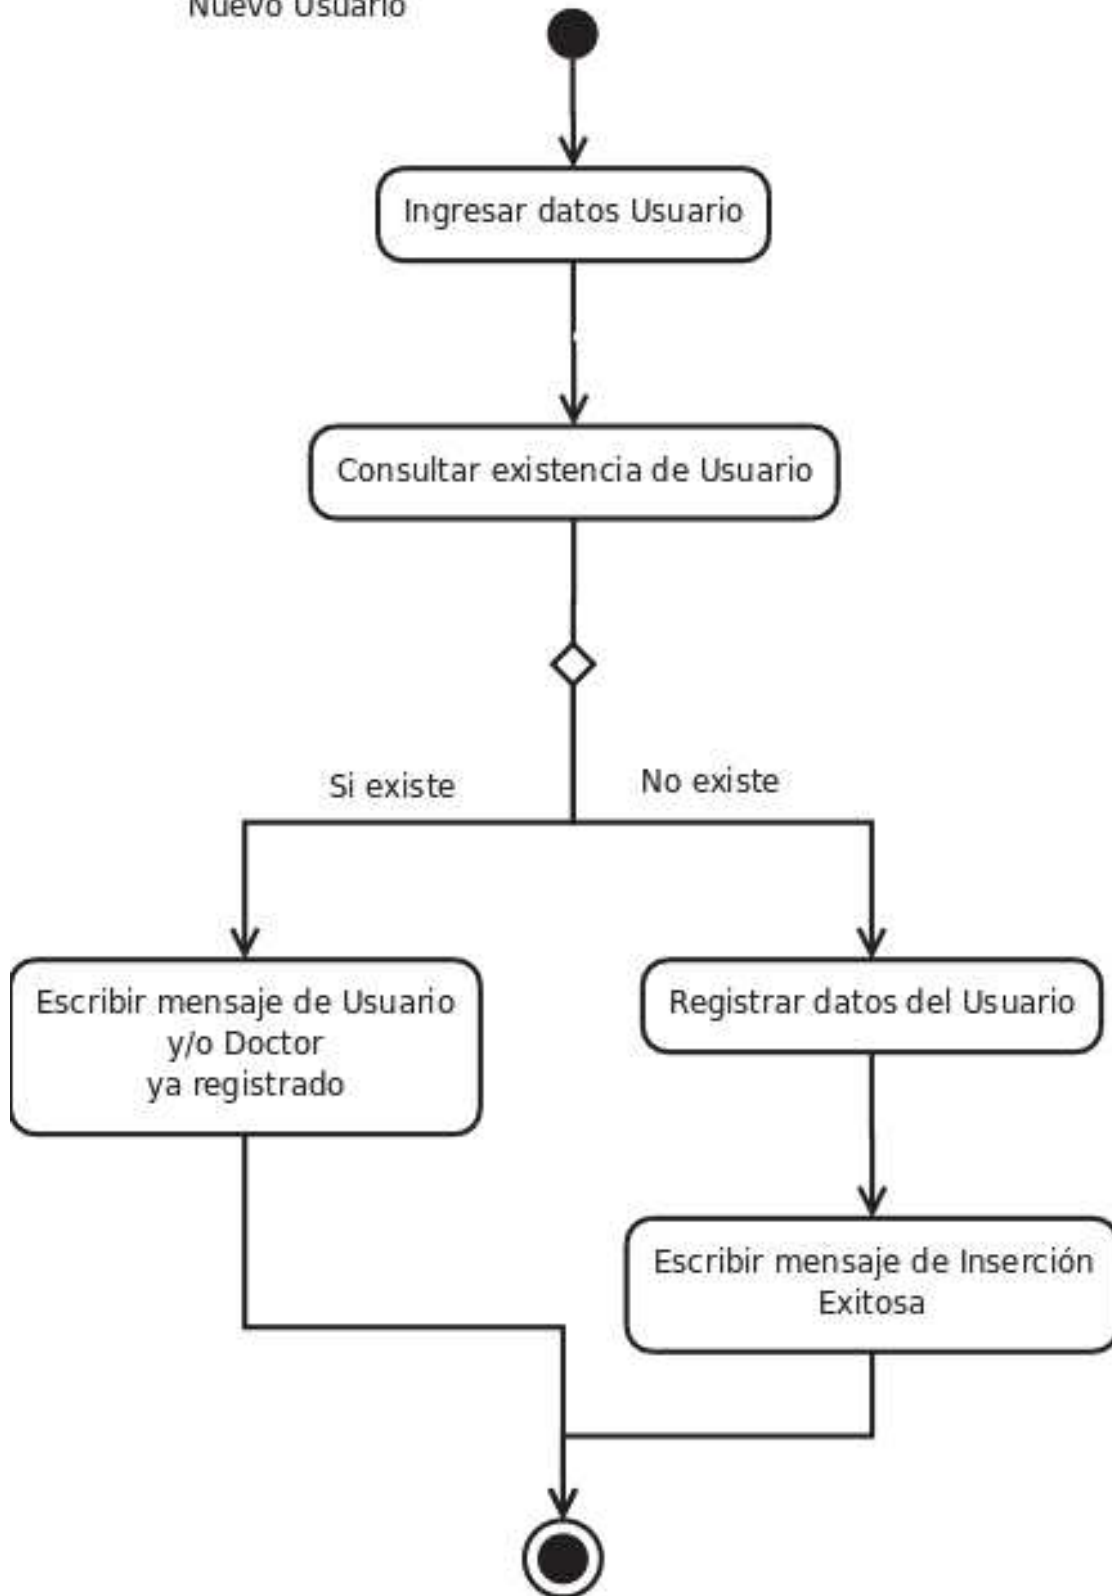 Nuevo Usuario
Ingresar datos Usuario
Consultar existencia de Usuario
Si existe
No existe
Escribir mensaje de Usuario
y/o Doctor
ya registrado
Registrar datos del Usuario
Escribir mensaje de Inserción
Exitosa